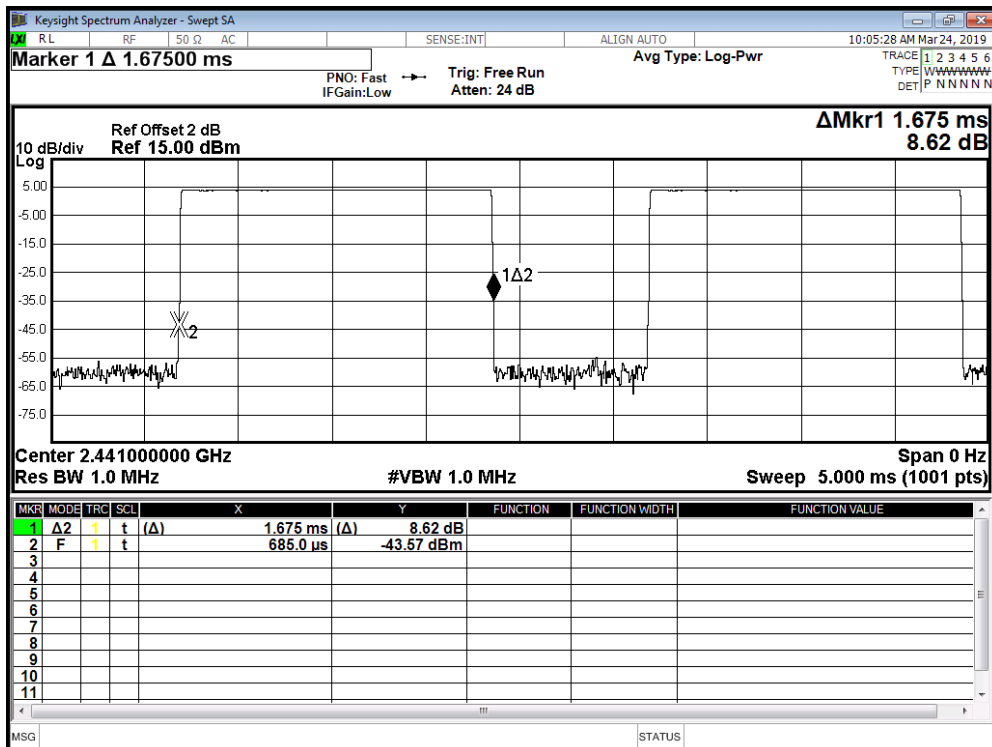 Keysight Spectrum Analyzer - Swept SA
LXI RL RF 50 Ω AC SENSE:INT ALIGN AUTO 10:05:28 AM Mar 24, 2019
Marker 1 Δ 1.67500 ms
PNO: Fast
IFGain:Low
Trig: Free Run
Atten: 24 dB
Avg Type: Log-Pwr
TRACE 1 2 3 4 5 6
TYPE WWWWWW
DET P N N N N N
ΔMkr1 1.675 ms
8.62 dB
Ref Offset 2 dB
10 dB/div Ref 15.00 dBm
Log
5.00
-5.00
-15.0
-25.0
1Δ2
-35.0
-45.0
2
-55.0
-65.0
-75.0
Center 2.441000000 GHz Span 0 Hz
Res BW 1.0 MHz #VBW 1.0 MHz Sweep 5.000 ms (1001 pts)
MKR MODE TRC SCL X Y FUNCTION FUNCTION WIDTH FUNCTION VALUE
1 Δ2 1 t (Δ) 1.675 ms (Δ) 8.62 dB
2 F 1 t 685.0 µs -43.57 dBm
3
4
5
6
7
8
9
10
11
MSG STATUS